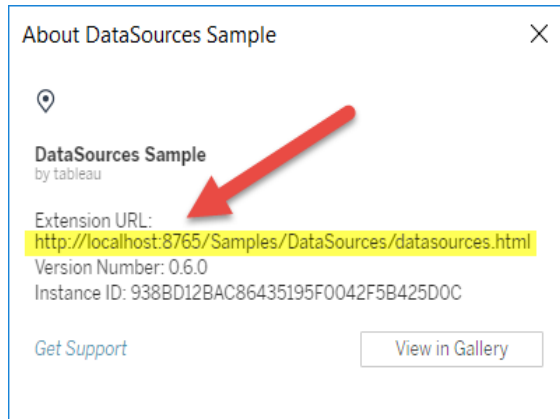 About DataSources Sample
DataSources Sample
by tableau
Extension URL:
http://localhost:8765/Samples/DataSources/datasources.html
Version Number: 0.6.0
Instance ID: 938BD12BAC86435195F0042F5B425D0C
Get Support
View in Gallery